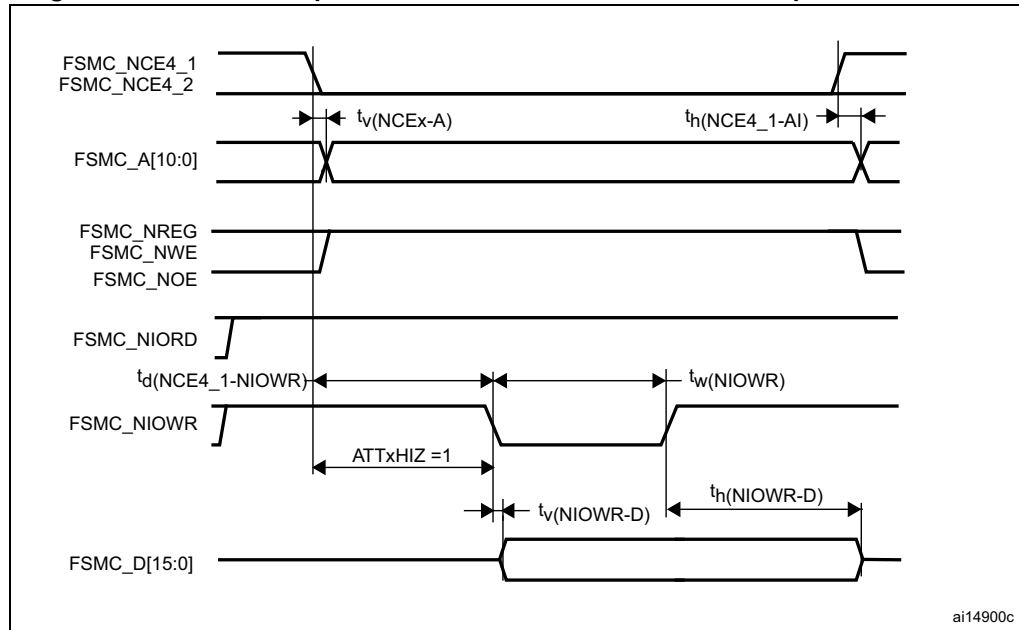 FSMC_NCE4_1
FSMC_NCE4_2
tv(NCEx-A)
th(NCE4_1-AI)
FSMC_A[10:0]
FSMC_NREG
FSMC_NWE
FSMC_NOE
FSMC_NIORD
td(NCE4_1-NIOWR)
tw(NIOWR)
FSMC_NIOWR
ATTxHIZ =1
th(NIOWR-D)
tv(NIOWR-D)
FSMC_D[15:0]
ai14900c